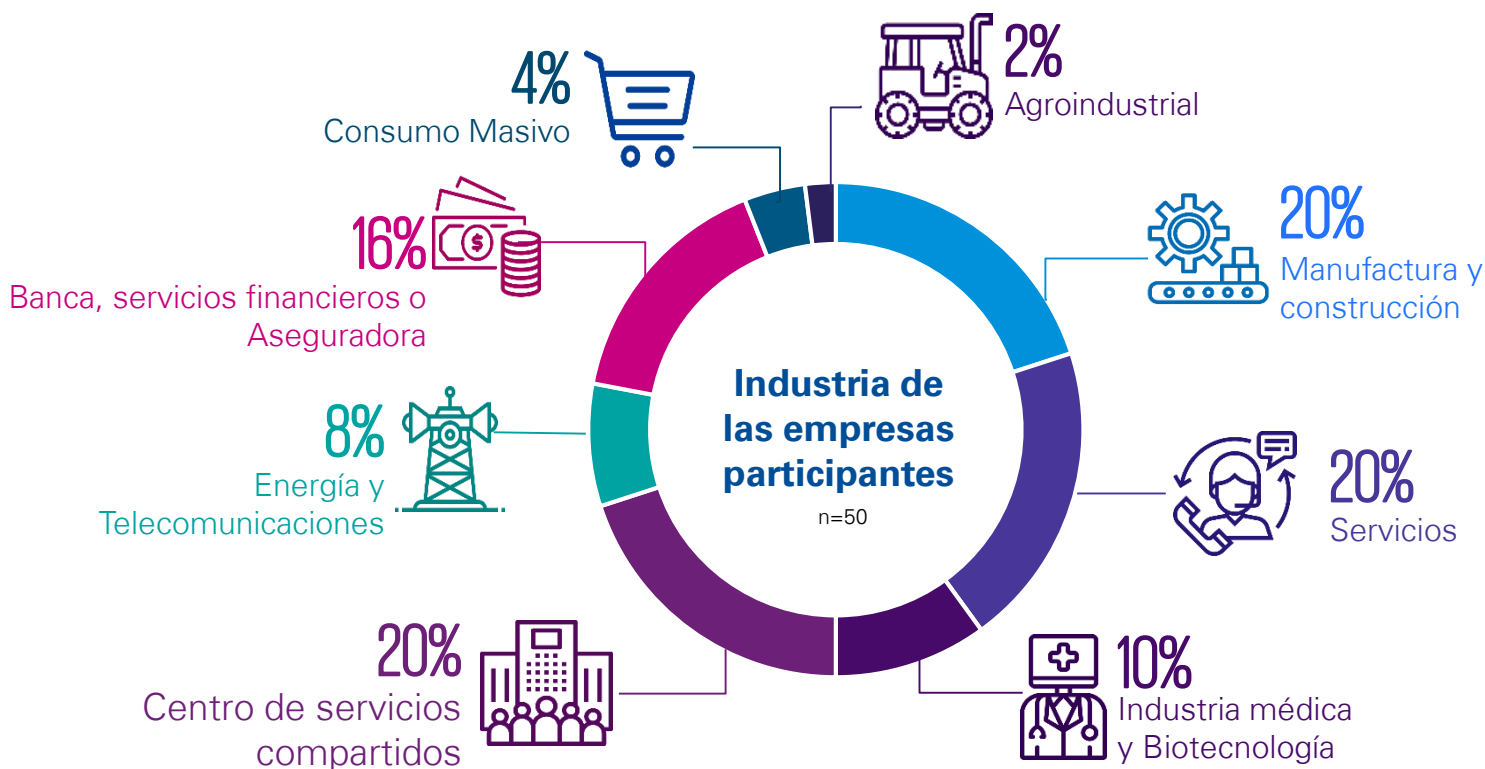 2%
Agroindustrial
4%
Consumo Masivo
20%
Manufactura y
construcción
16%
Banca, servicios financieros o
Aseguradora
$
Industria de
las empresas
participantes
n=50
8%
Energía y
Telecomunicaciones
20%
Servicios
20%
Centro de servicios
compartidos
10%
Industria médica
y Biotecnología